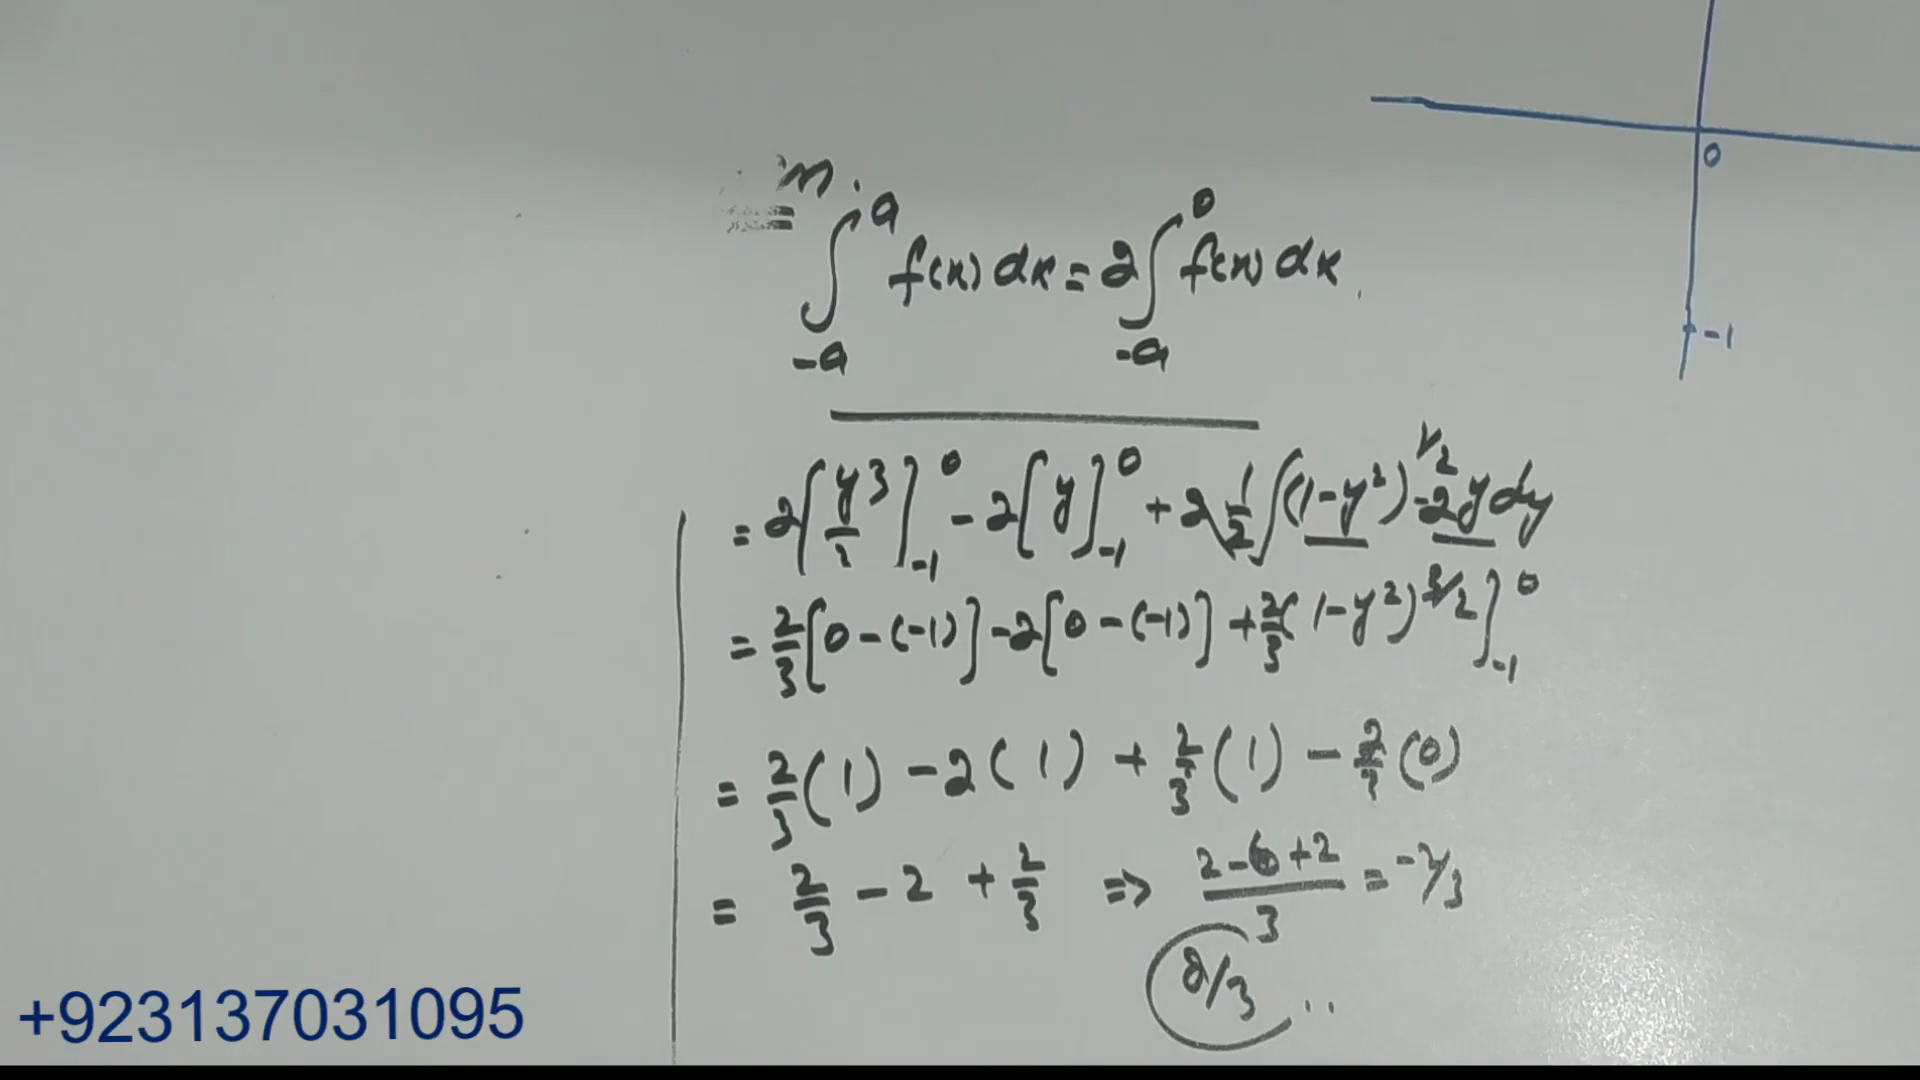 0
-1
∫_{-a}^{a} f(x) dx = 2 ∫_{-a}^{0} f(x) dx
= 2[y3/3]_{-1}^{0} - 2[y]_{-1}^{0} + 2 1/2 ∫(1-y²)^{1/2} -2y dy
= 2/3 [0-(-1)] - 2[0-(-1)] + 2/3 (1-y²)^{3/2}]_{-1}^{0}
= 2/3 (1) - 2(1) + 2/3 (1) - 2/3 (0)
= 2/3 - 2 + 2/3 => (2-6+2)/3 = -2/3
2/3 ..
+923137031095